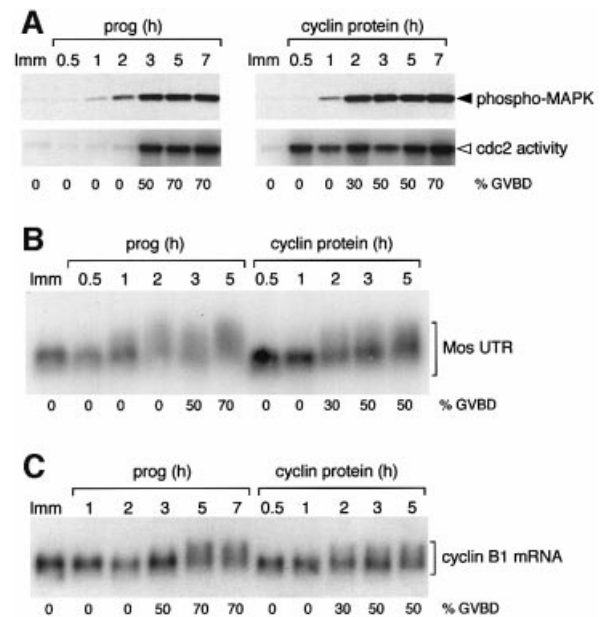 A
prog (h) cyclin protein (h)
Imm 0.5 1 2 3 5 7 Imm 0.5 1 2 3 5 7
phospho-MAPK
cdc2 activity
0 0 0 0 50 70 70 0 0 0 30 50 50 70 % GVBD
B
prog (h) cyclin protein (h)
Imm 0.5 1 2 3 5 0.5 1 2 3 5
Mos UTR
0 0 0 0 50 70 0 0 30 50 50 % GVBD
C
prog (h) cyclin protein (h)
Imm 1 2 3 5 7 0.5 1 2 3 5
cyclin B1 mRNA
0 0 0 50 70 70 0 0 30 50 50 % GVBD